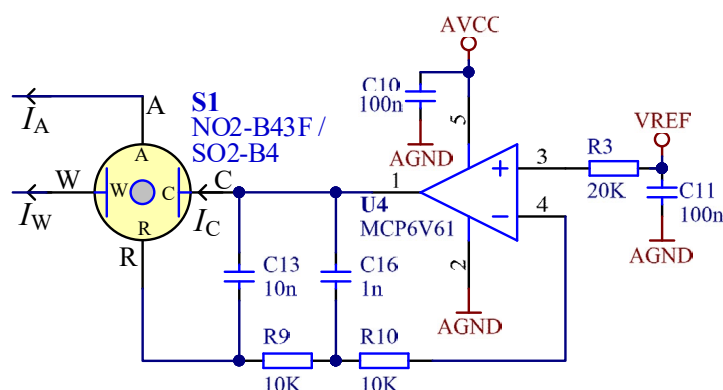 AVCC
C10
100n
AGND
5
S1
NO2-B43F /
SO2-B4
I_A
A
A
W
W
I_W
C
C
I_C
R
R
1
U4
MCP6V61
+
−
3
4
2
AGND
R3
20K
VREF
C11
100n
AGND
C13
10n
C16
1n
R9
10K
R10
10K